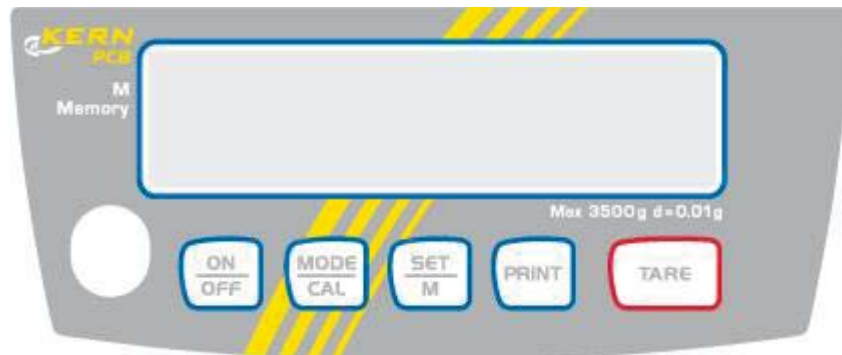 KERN
PCB
M
Memory
Max 3500g d=0.01g
ON
OFF
MODE
CAL
SET
M
PRINT
TARE